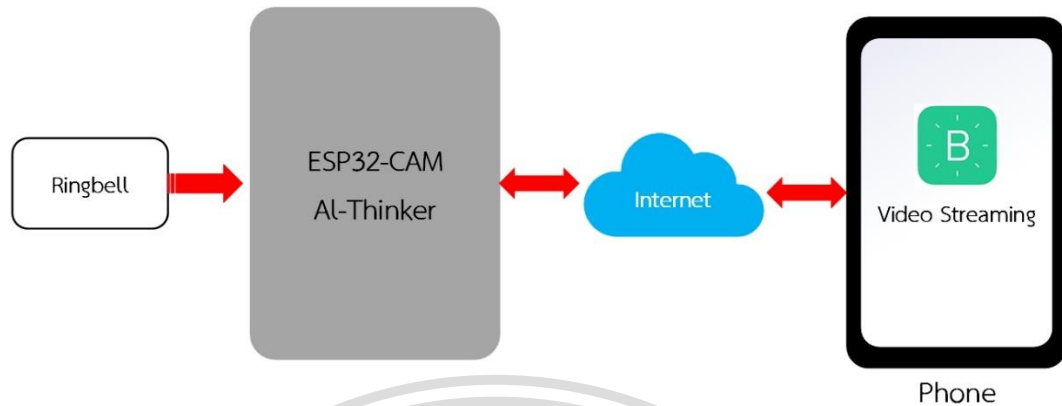 Ringbell
ESP32-CAM
Al-Thinker
Internet
B
Video Streaming
Phone